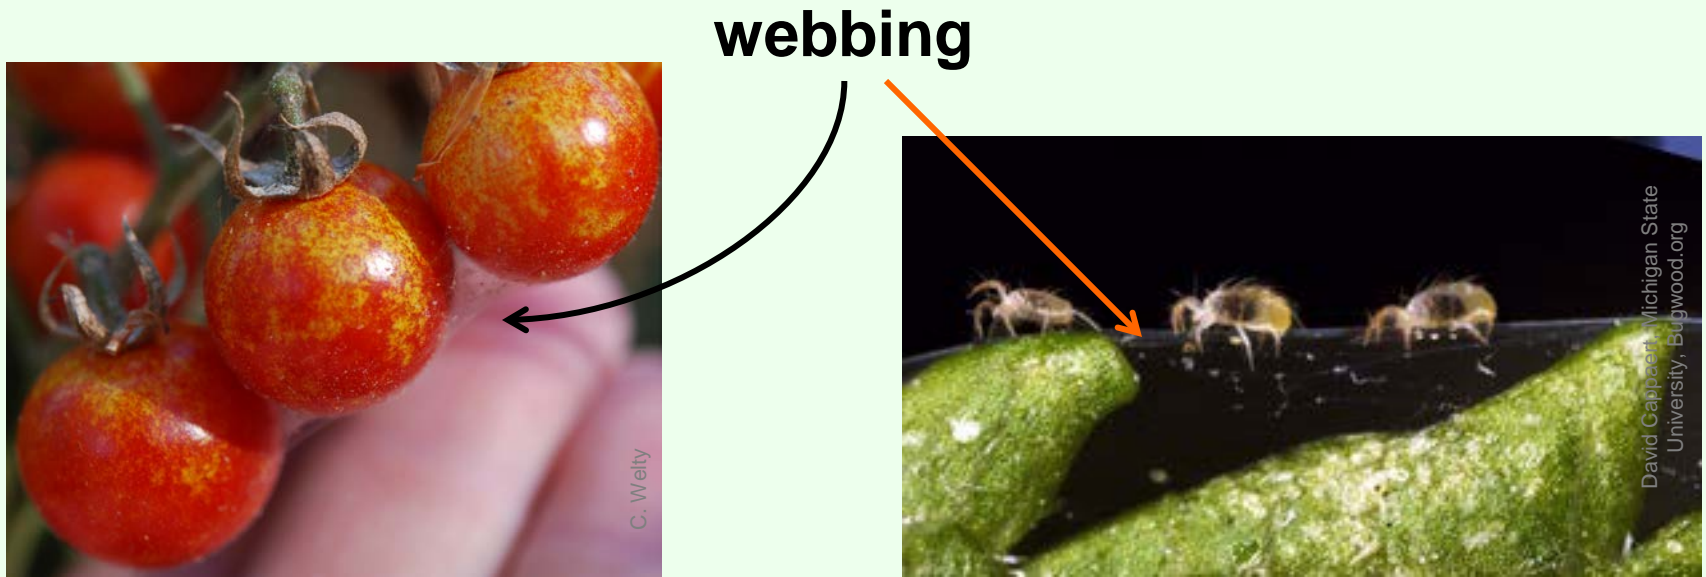 webbing
C. Welty
David Cappaert, Michigan State
University, Bugwood.org